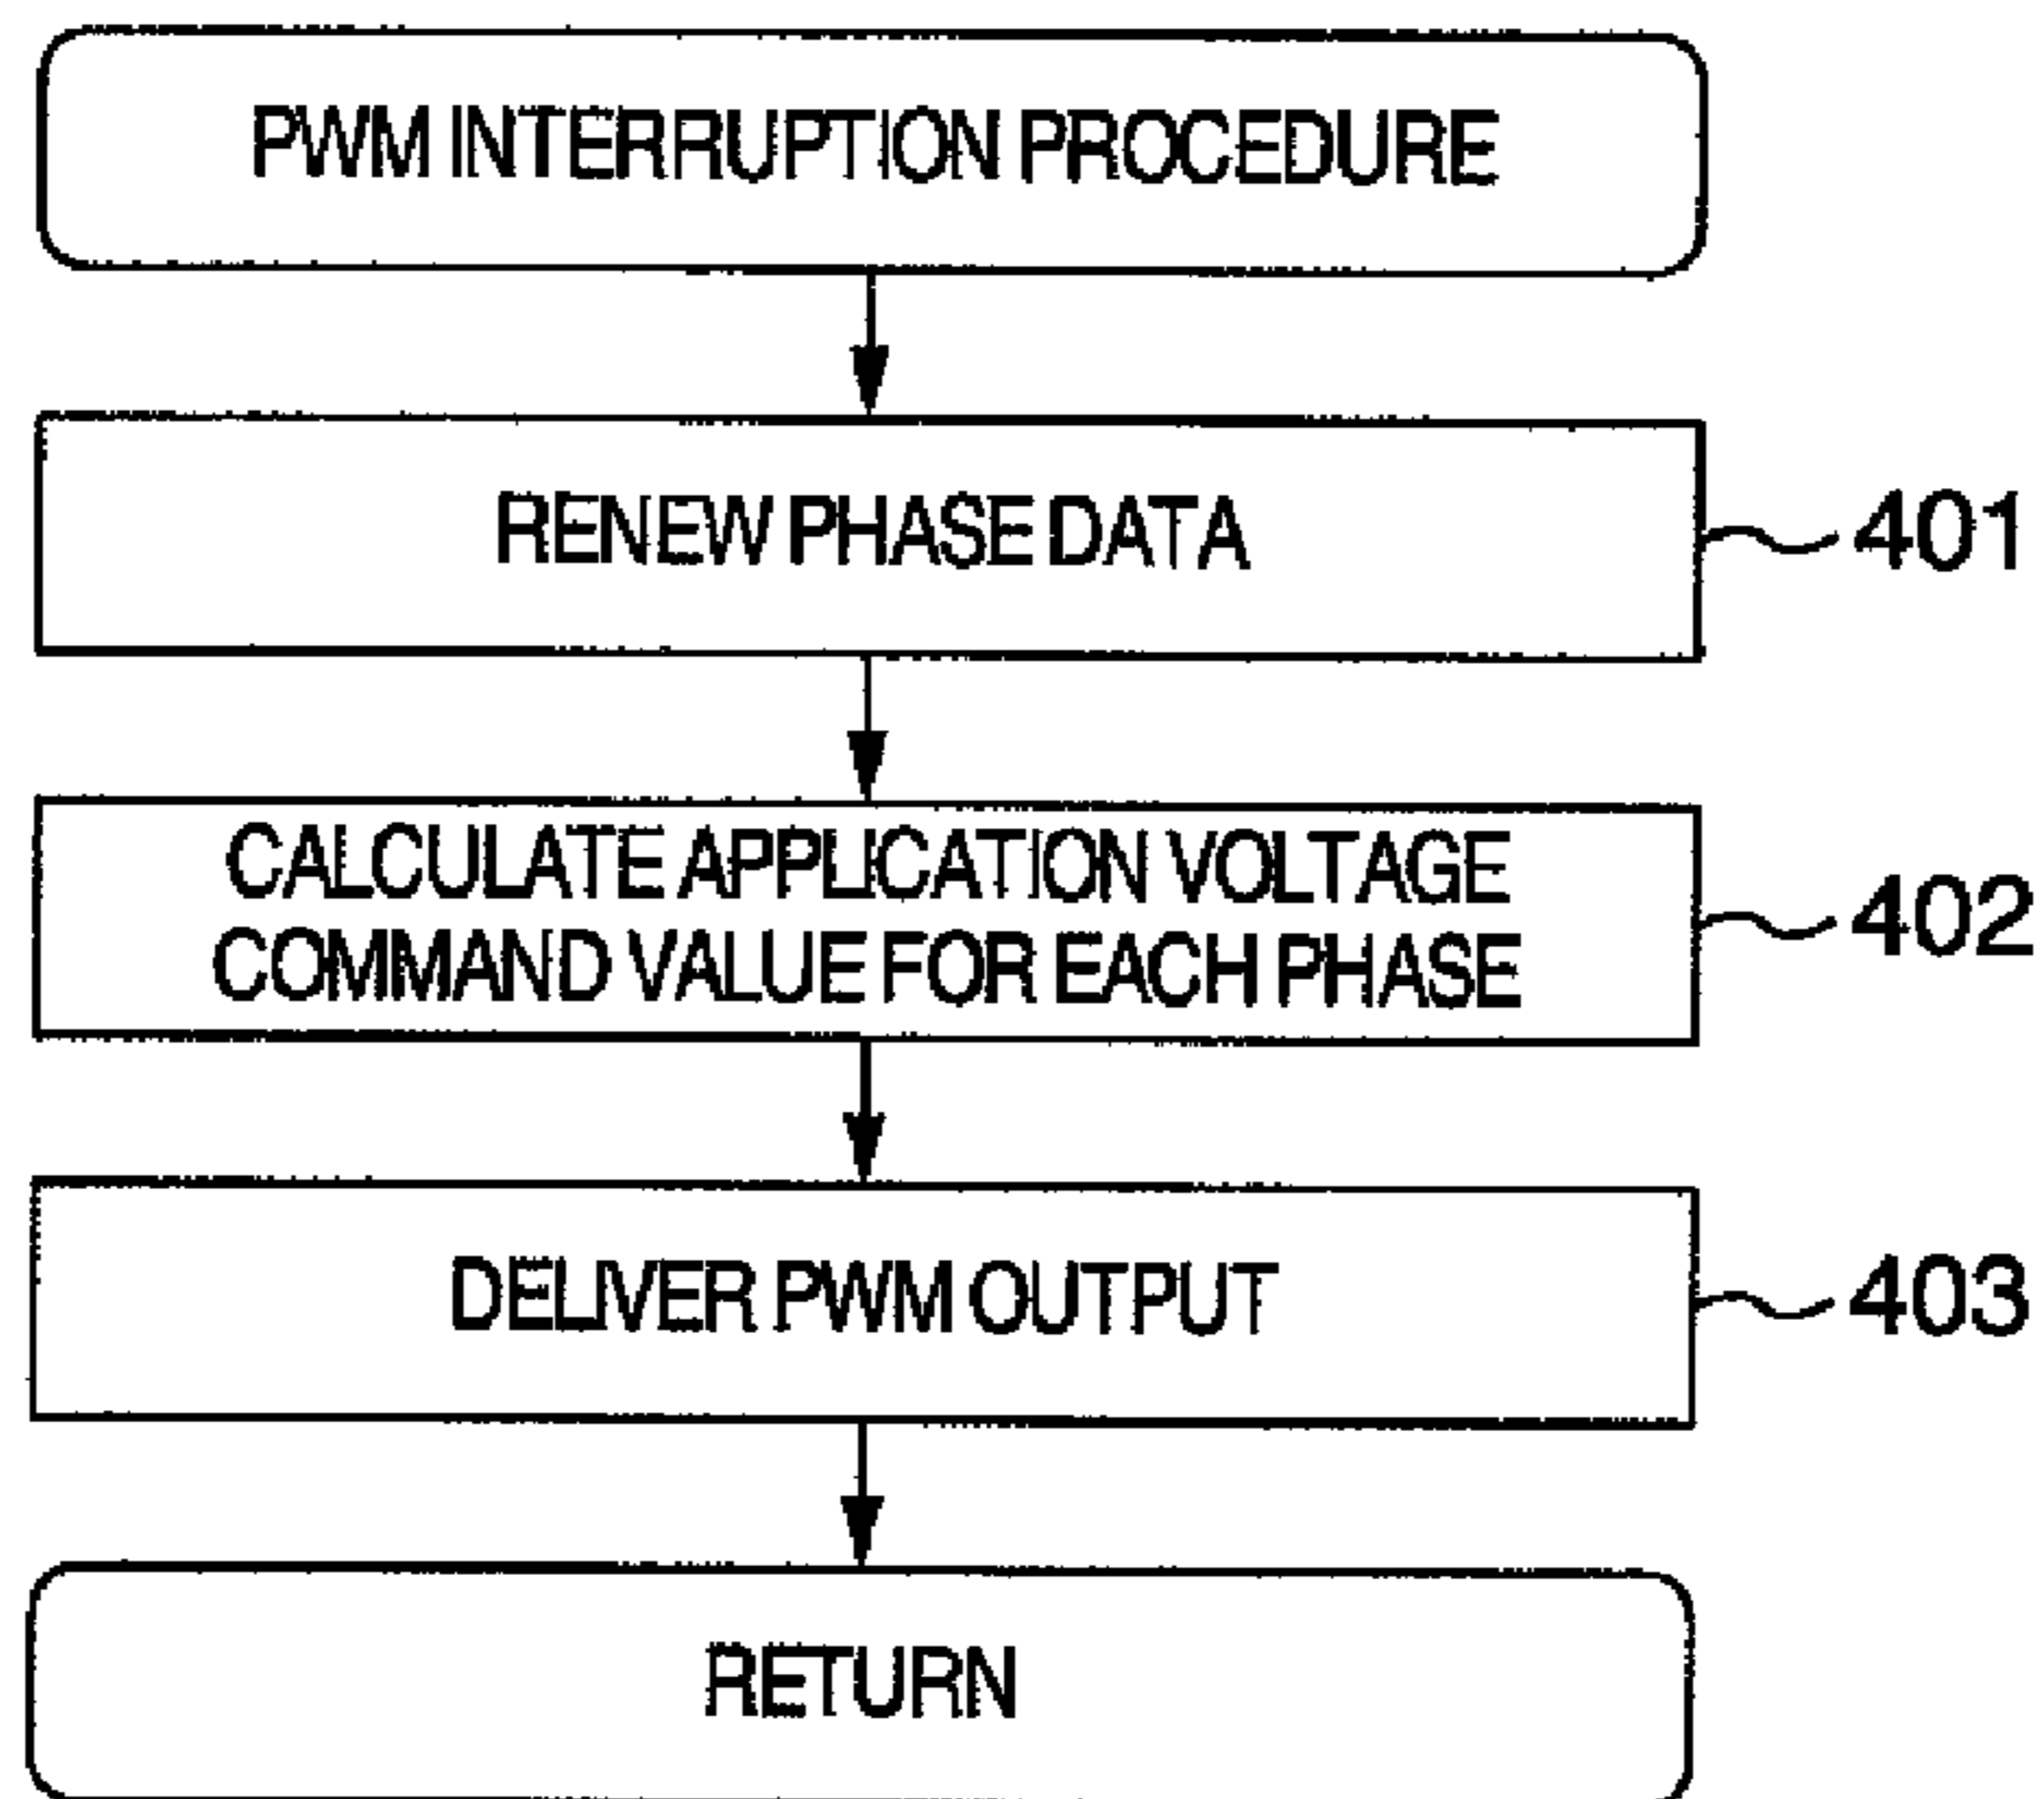 PWM INTERRUPTION PROCEDURE
RENEW PHASE DATA
401
CALCULATE APPLICATION VOLTAGE
COMMAND VALUE FOR EACH PHASE
402
DELIVER PWM OUTPUT
403
RETURN